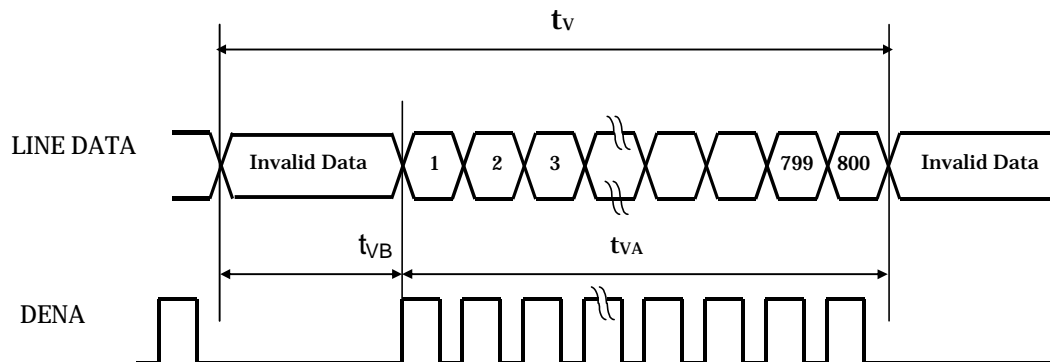 tV
LINE DATA
Invalid Data 1 2 3 799 800 Invalid Data
tVB tVA
DENA